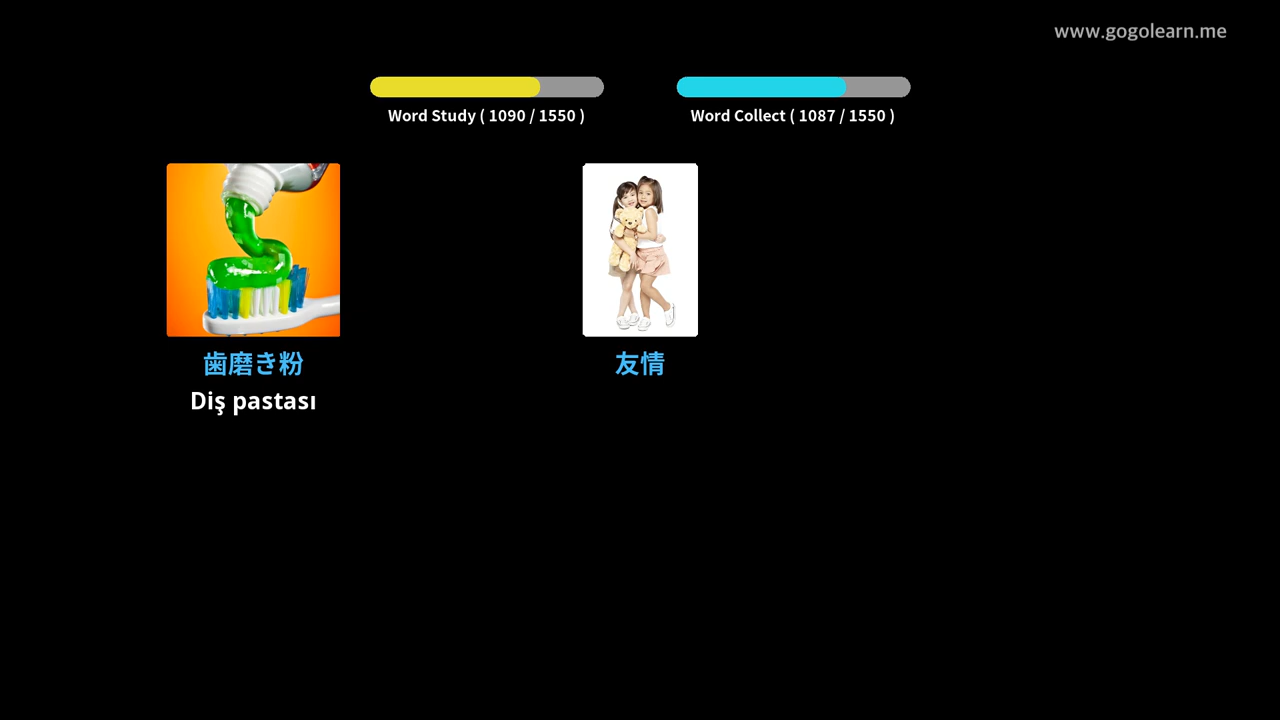 www.gogolearn.me
Word Study ( 1090 / 1550 )
Word Collect ( 1087 / 1550 )
歯磨き粉
Diş pastası
友情